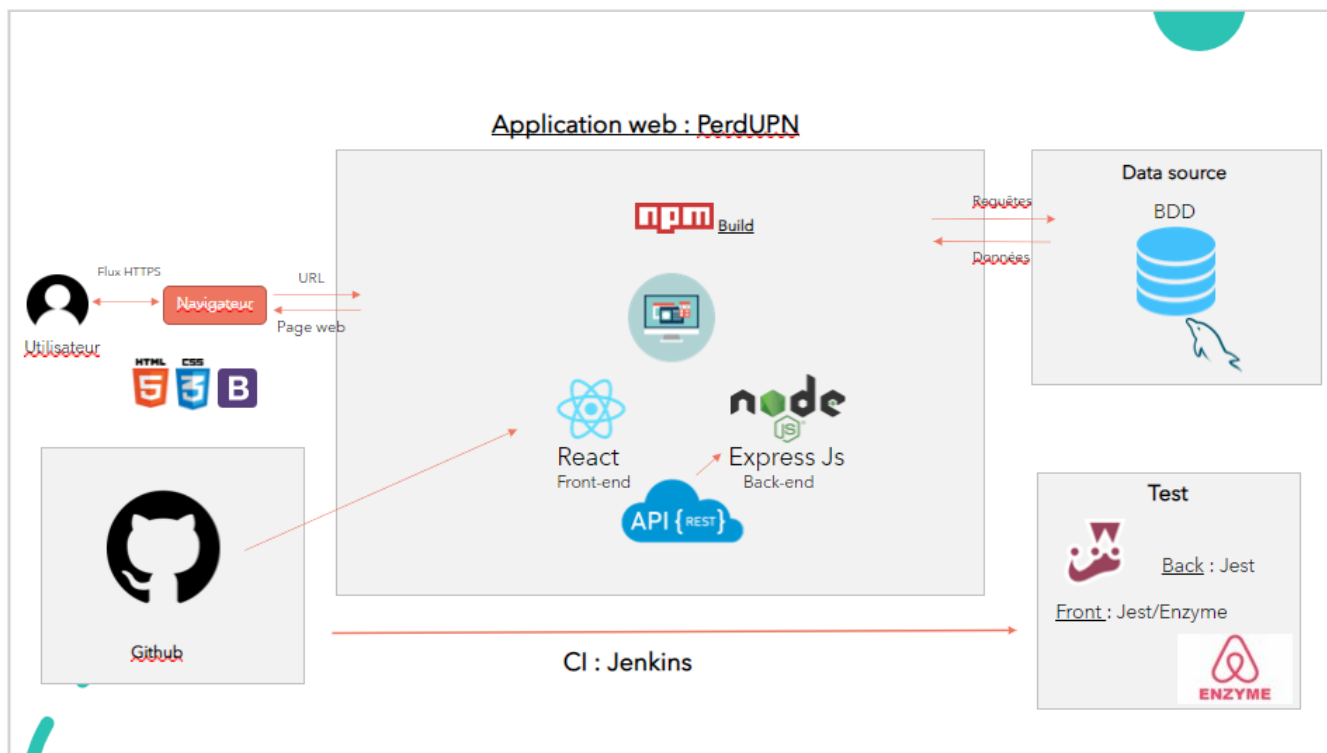 Application web : PerdUPN
npm
Build
Data source
BDD
Requêtes
Données
Flux HTTPS
Navigateur
URL
Page web
Utilisateur
HTML
5
CSS
3
B
node
JS
React
Front-end
Express Js
Back-end
API { REST }
Github
CI : Jenkins
Test
Back : Jest
Front : Jest/Enzyme
ENZYME